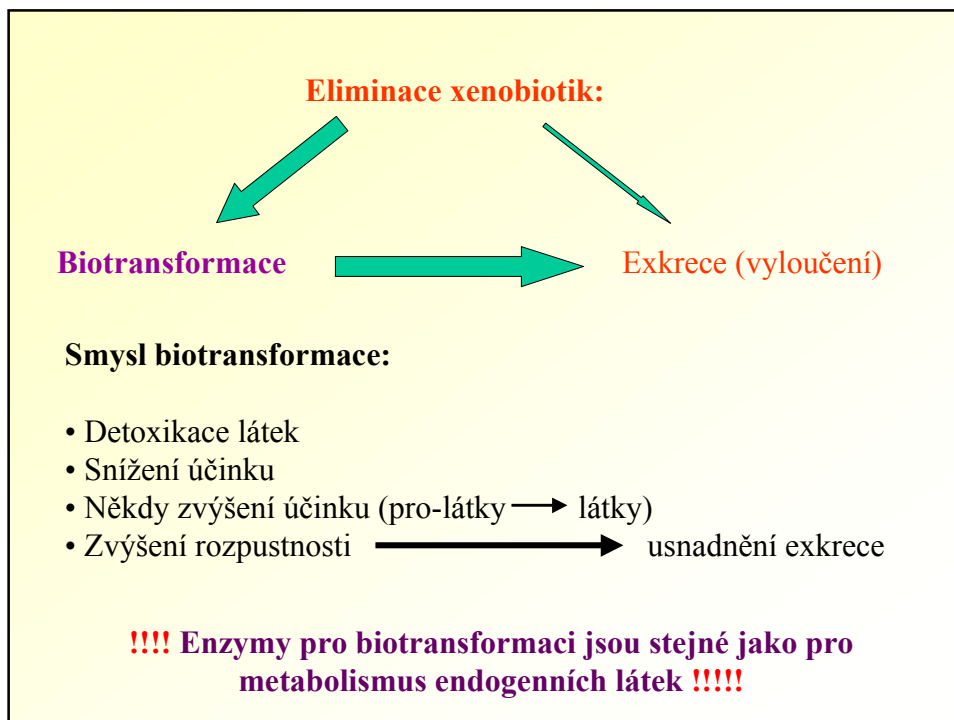 Eliminace xenobiotik:
Biotransformace
Exkrece (vyloučení)
Smysl biotransformace:
• Detoxikace látek
• Snížení účinku
• Někdy zvýšení účinku (pro-látky látky)
• Zvýšení rozpustnosti usnadnění exkrece
!!!! Enzymy pro biotransformaci jsou stejné jako pro
metabolismus endogenních látek !!!!!